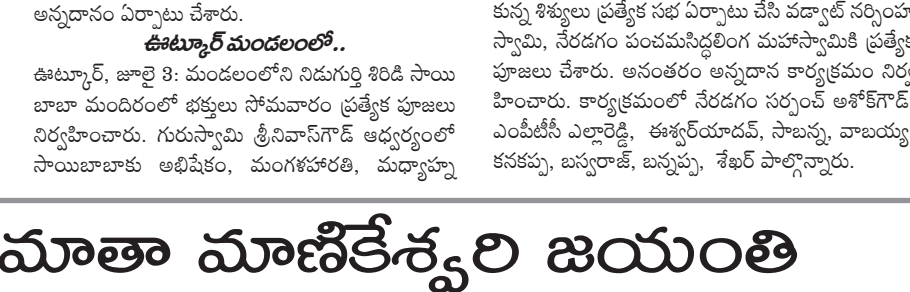 అన్నదానం ఏర్పాటు చేశారు.
ఊట్కూర్ మండలంలో..
ఊట్కూర్, జూలై 3: మండలంలోని నిడుగుర్తి శిరిడి సాయి
బాబా మందిరంలో భక్తులు సోమవారం ప్రత్యేక పూజలు
నిర్వహించారు. గురుస్వామి శ్రీనివాస్‌గౌడ్ ఆధ్వర్యంలో
సాయిబాబాకు అభిషేకం, మంగళహారతి, మధ్యాహ్న
కున్న శిష్యులు ప్రత్యేక సభ ఏర్పాటు చేసి వడ్వాట్ నర్సింహ
స్వామి, నేరడగం పంచమసిద్ధలింగ మహాస్వామికి ప్రత్యేక
పూజలు చేశారు. అనంతరం అన్నదాన కార్యక్రమం నిర్వ
హించారు. కార్యక్రమంలో నేరడగం సర్పంచ్ అశోక్‌గౌడ్
ఎంపీటీసీ ఎల్లారెడ్డి, ఈశ్వర్‌యాదవ్, సాబన్న, వాబయ్య
కనకప్ప, బస్వరాజ్, బన్నప్ప, శేఖర్ పాల్గొన్నారు.
మాతా మాణికేశ్వరి జయంతి